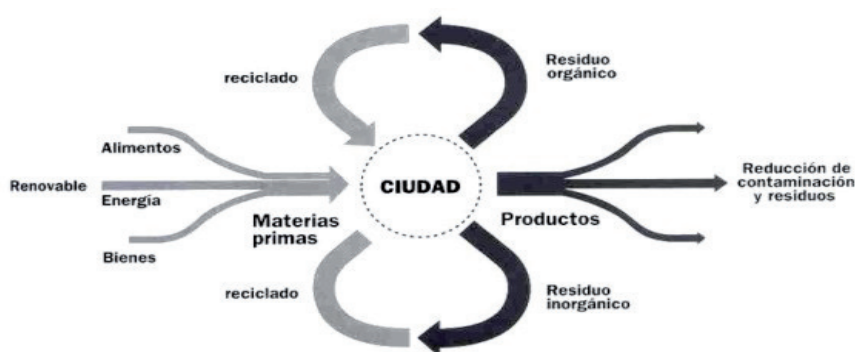 Residuo
orgánico
reciclado
Alimentos
Renovable
Energía
Bienes
Materias
primas
CIUDAD
Productos
Reducción de
contaminación
y residuos
reciclado
Residuo
inorgánico